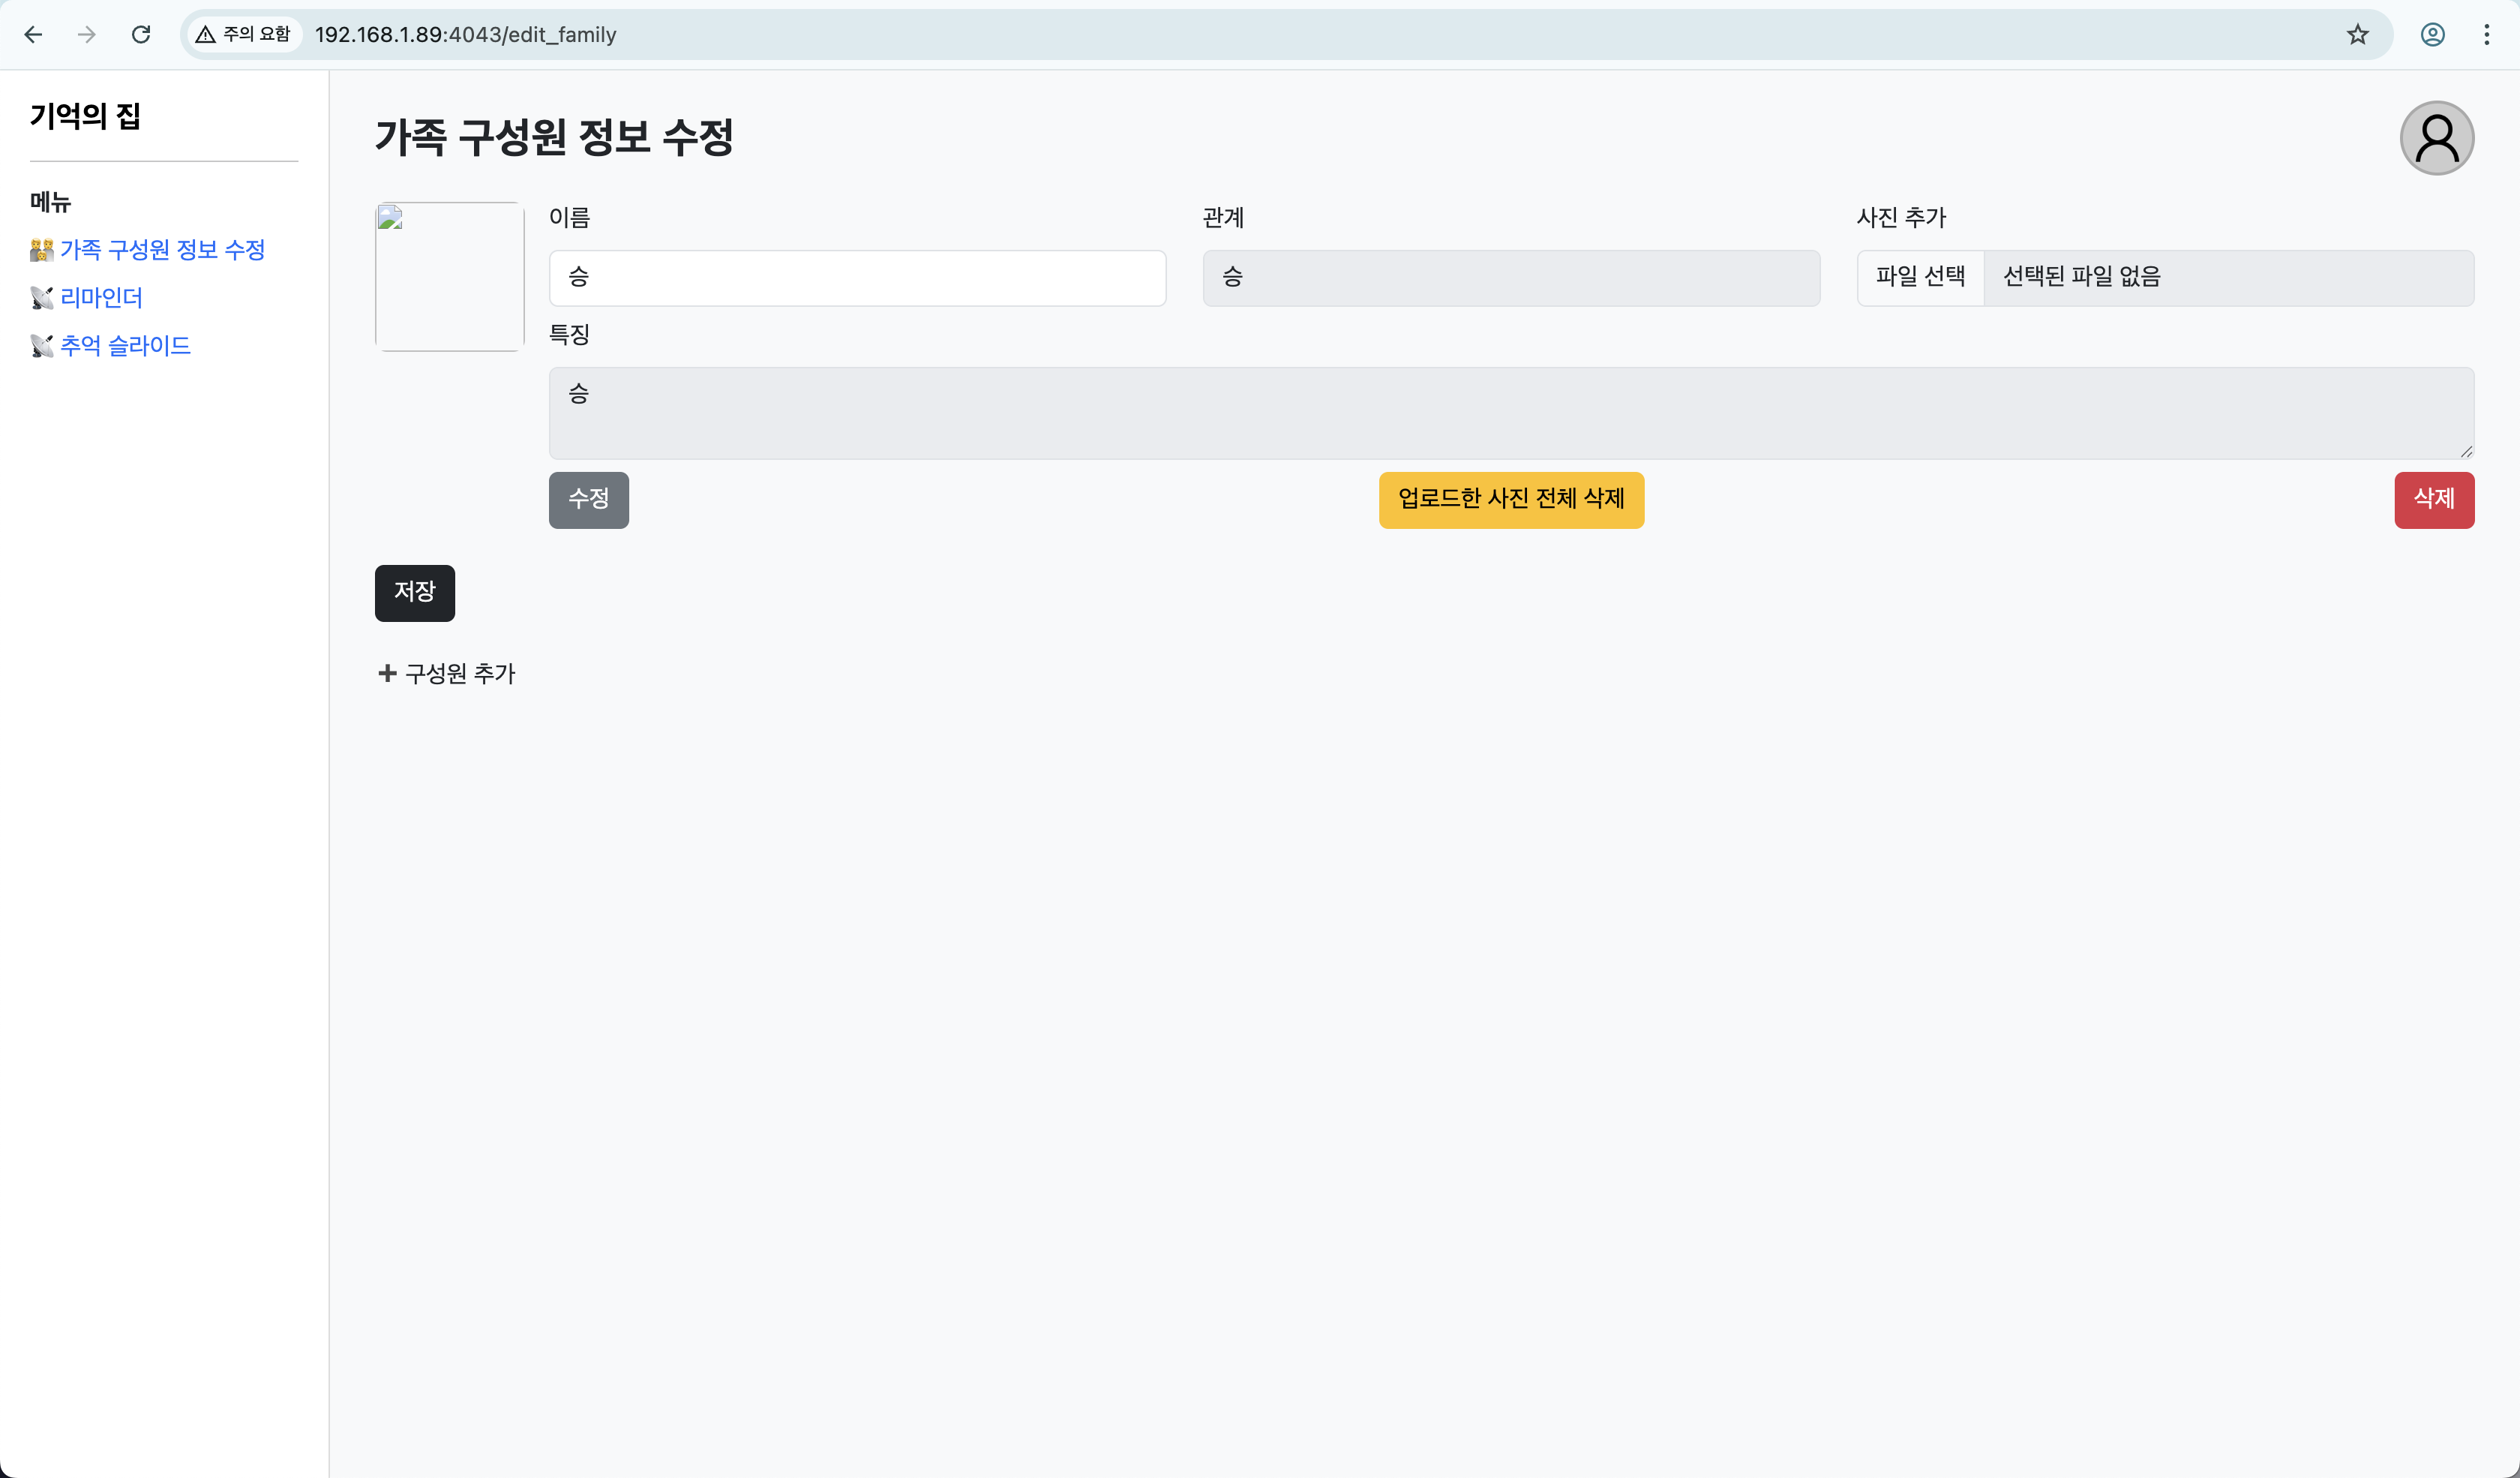 주의 요함 192.168.1.89:4043/edit_family
기억의 집
메뉴
가족 구성원 정보 수정
리마인더
추억 슬라이드
가족 구성원 정보 수정
이름 관계 사진 추가
승 승 파일 선택 선택된 파일 없음
특징
승
수정 업로드한 사진 전체 삭제 삭제
저장
+ 구성원 추가